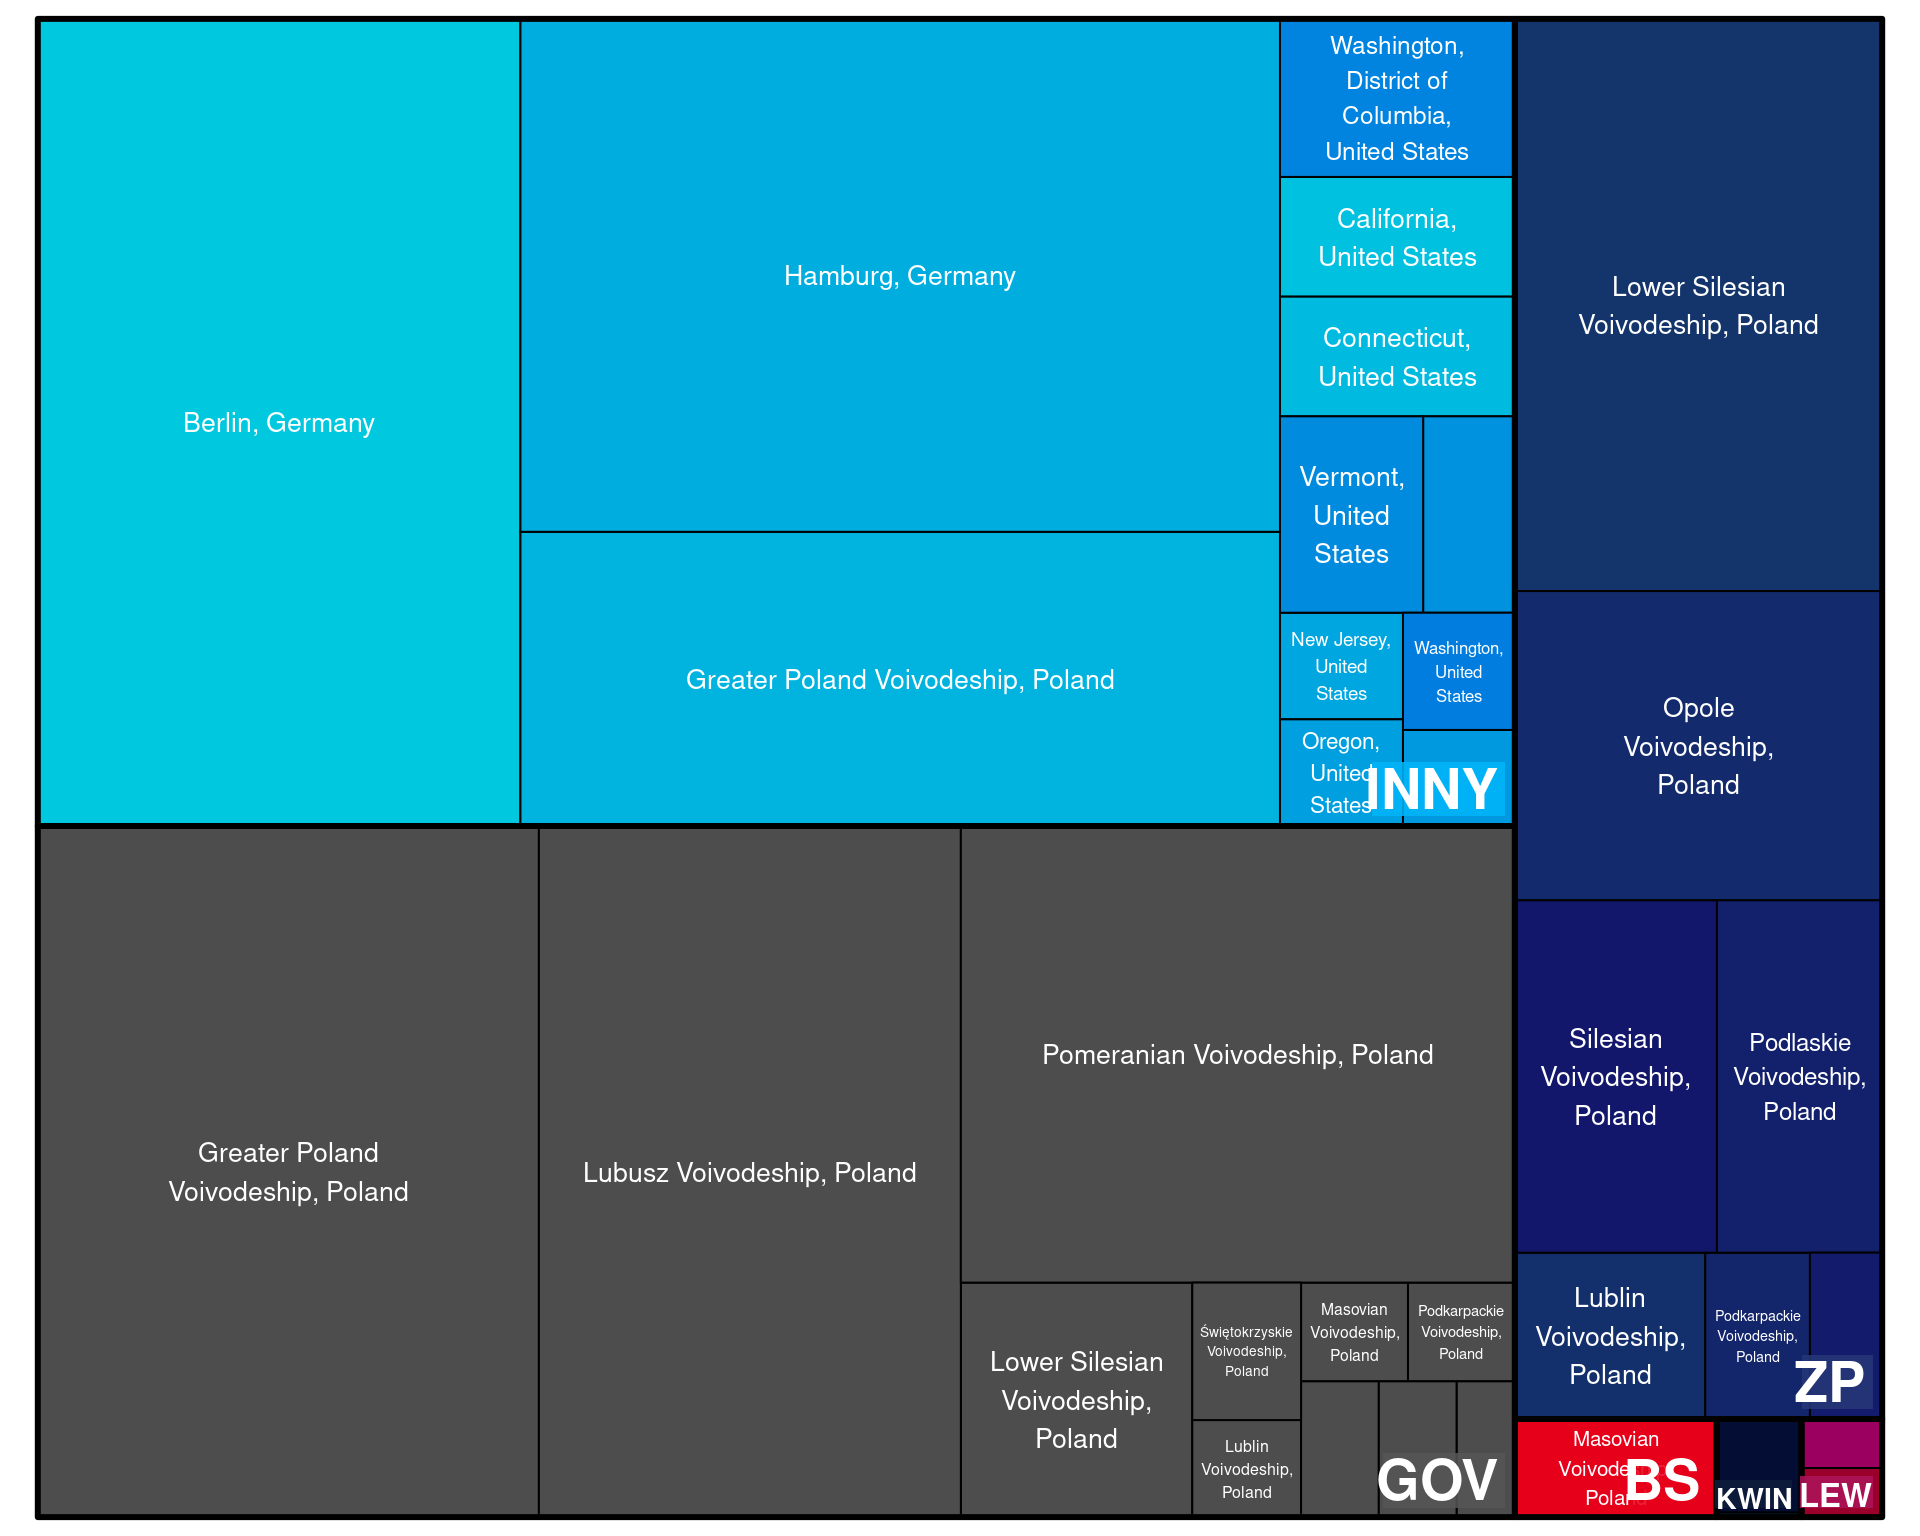 Berlin, Germany
Hamburg, Germany
Greater Poland Voivodeship, Poland
Washington,
District of
Columbia,
United States
California,
United States
Connecticut,
United States
Vermont,
United
States
New Jersey,
United
States
Washington,
United
States
Oregon,
United
States
INNY
Greater Poland
Voivodeship, Poland
Lubusz Voivodeship, Poland
Pomeranian Voivodeship, Poland
Lower Silesian
Voivodeship,
Poland
Świętokrzyskie
Voivodeship,
Poland
Lublin
Voivodeship,
Poland
Masovian
Voivodeship,
Poland
Podkarpackie
Voivodeship,
Poland
GOV
Lower Silesian
Voivodeship, Poland
Opole
Voivodeship,
Poland
Silesian
Voivodeship,
Poland
Podlaskie
Voivodeship,
Poland
Lublin
Voivodeship,
Poland
Podkarpackie
Voivodeship,
Poland
ZP
Masovian
Voivodeship,
Poland
BS
KWIN
LEW